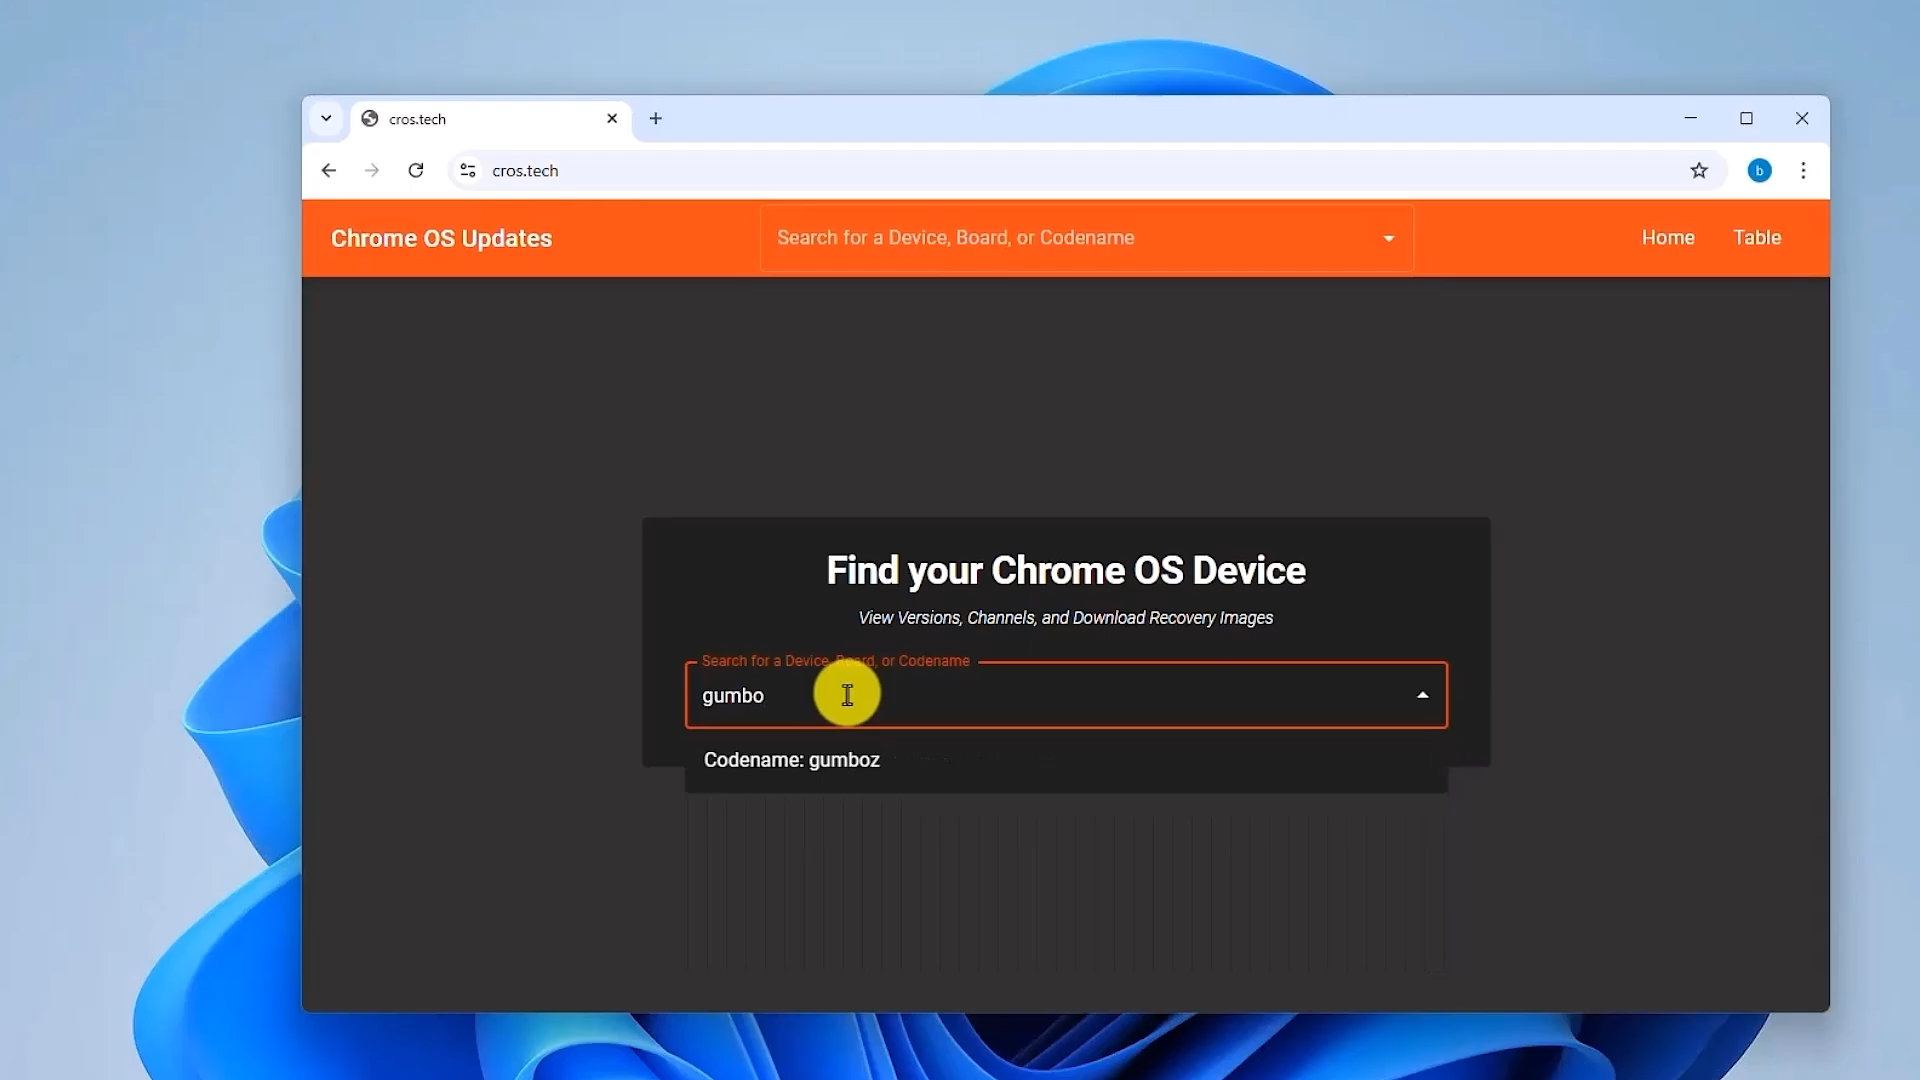 cros.tech
cros.tech
b
Chrome OS Updates
Search for a Device, Board, or Codename
Home
Table
Find your Chrome OS Device
View Versions, Channels, and Download Recovery Images
Search for a Device, Board, or Codename
gumbo
Codename: gumboz